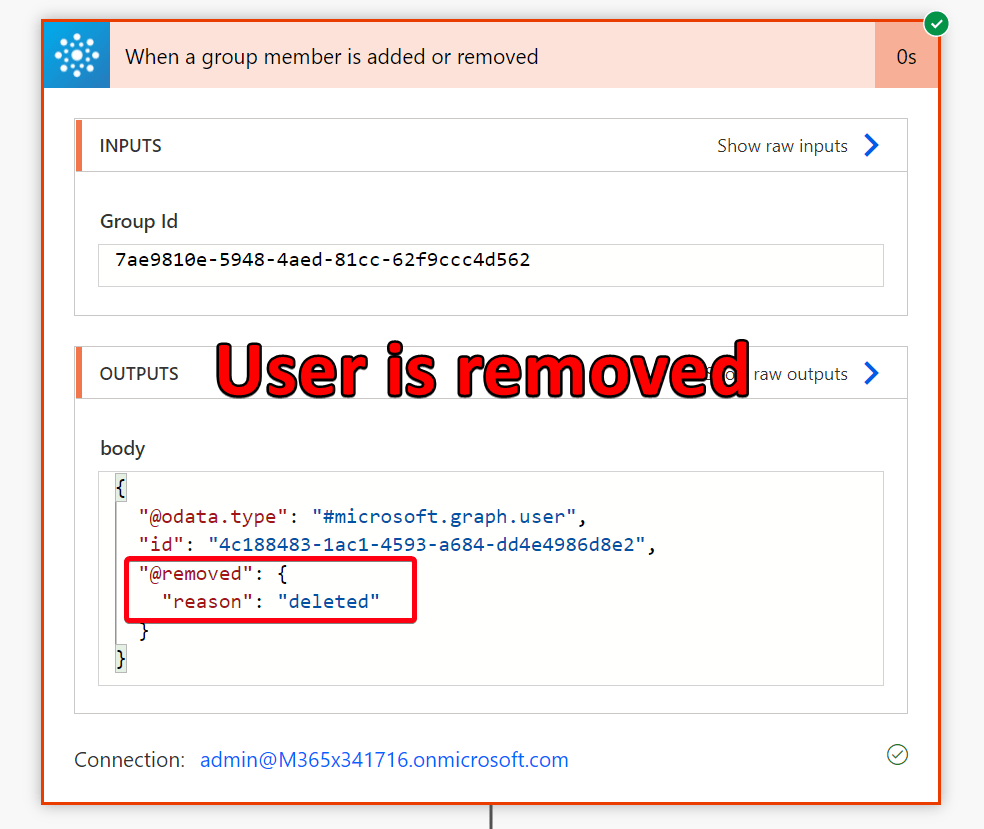 When a group member is added or removed
0s
INPUTS
Show raw inputs
Group Id
7ae9810e-5948-4aed-81cc-62f9ccc4d562
OUTPUTS
User is removed
Show raw outputs
body
{
"@odata.type": "#microsoft.graph.user",
"id": "4c188483-1ac1-4593-a684-dd4e4986d8e2",
"@removed": {
"reason": "deleted"
}
}
Connection: admin@M365x341716.onmicrosoft.com